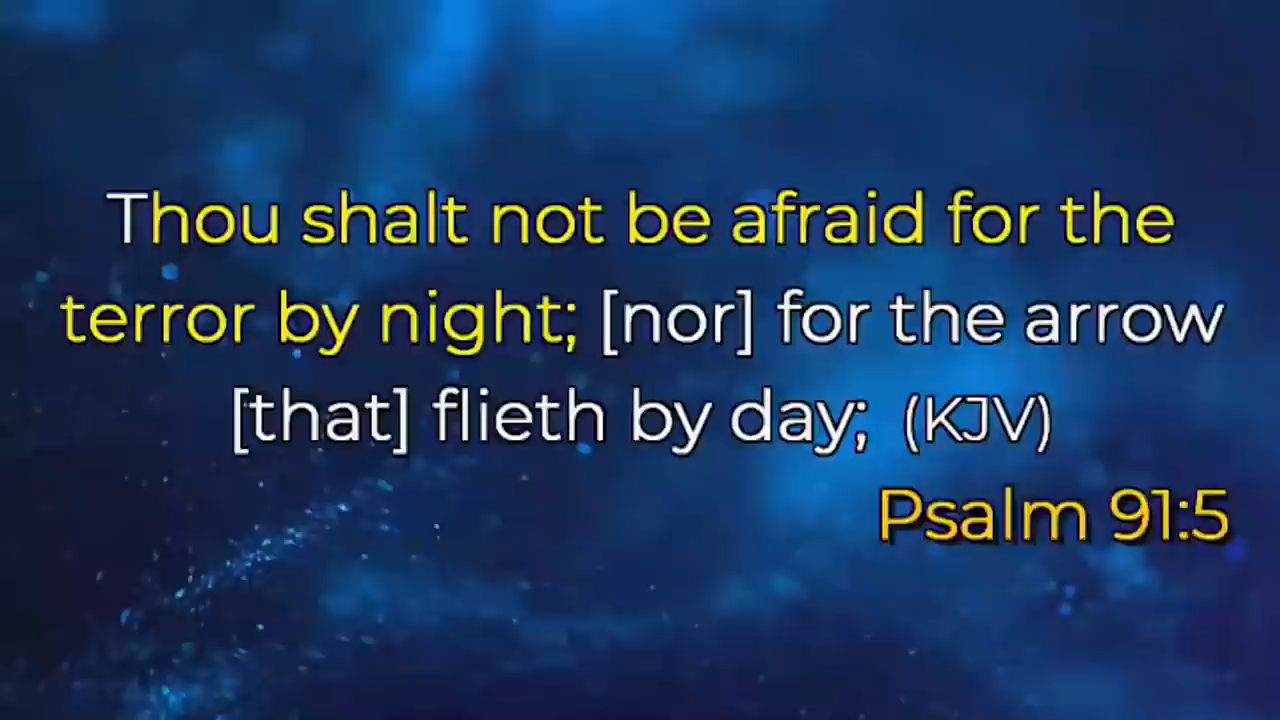 Thou shalt not be afraid for the
terror by night; [nor] for the arrow
[that] flieth by day; (KJV)
Psalm 91:5